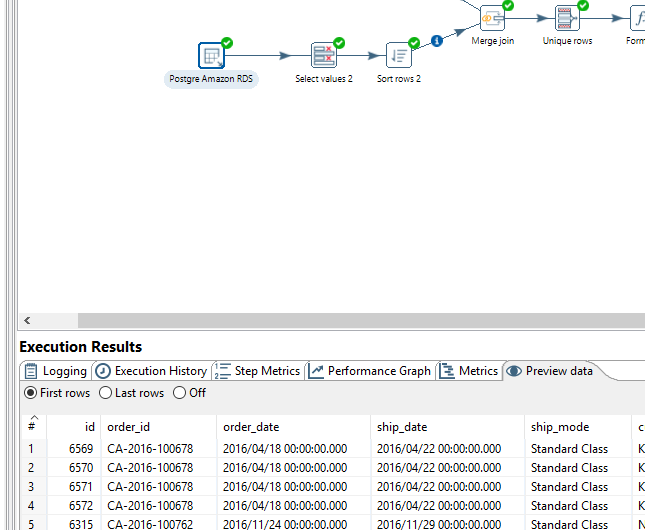 Merge join
Unique rows
Form
Postgre Amazon RDS
Select values 2
Sort rows 2
Execution Results
Logging Execution History Step Metrics Performance Graph Metrics Preview data
First rows Last rows Off
# id order_id order_date ship_date ship_mode c
1 6569 CA-2016-100678 2016/04/18 00:00:00.000 2016/04/22 00:00:00.000 Standard Class K
2 6570 CA-2016-100678 2016/04/18 00:00:00.000 2016/04/22 00:00:00.000 Standard Class K
3 6571 CA-2016-100678 2016/04/18 00:00:00.000 2016/04/22 00:00:00.000 Standard Class K
4 6572 CA-2016-100678 2016/04/18 00:00:00.000 2016/04/22 00:00:00.000 Standard Class K
5 6315 CA-2016-100762 2016/11/24 00:00:00.000 2016/11/29 00:00:00.000 Standard Class N